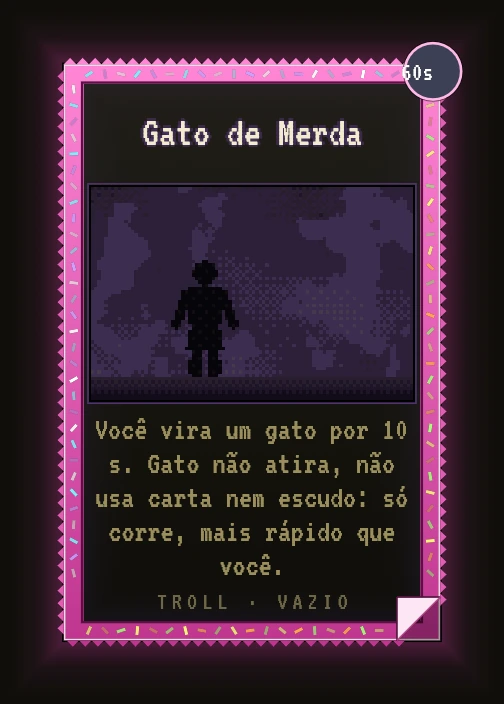 60s
Gato de Merda
Você vira um gato por 10
s. Gato não atira, não
usa carta nem escudo: só
corre, mais rápido que
você.
TROLL · VAZIO